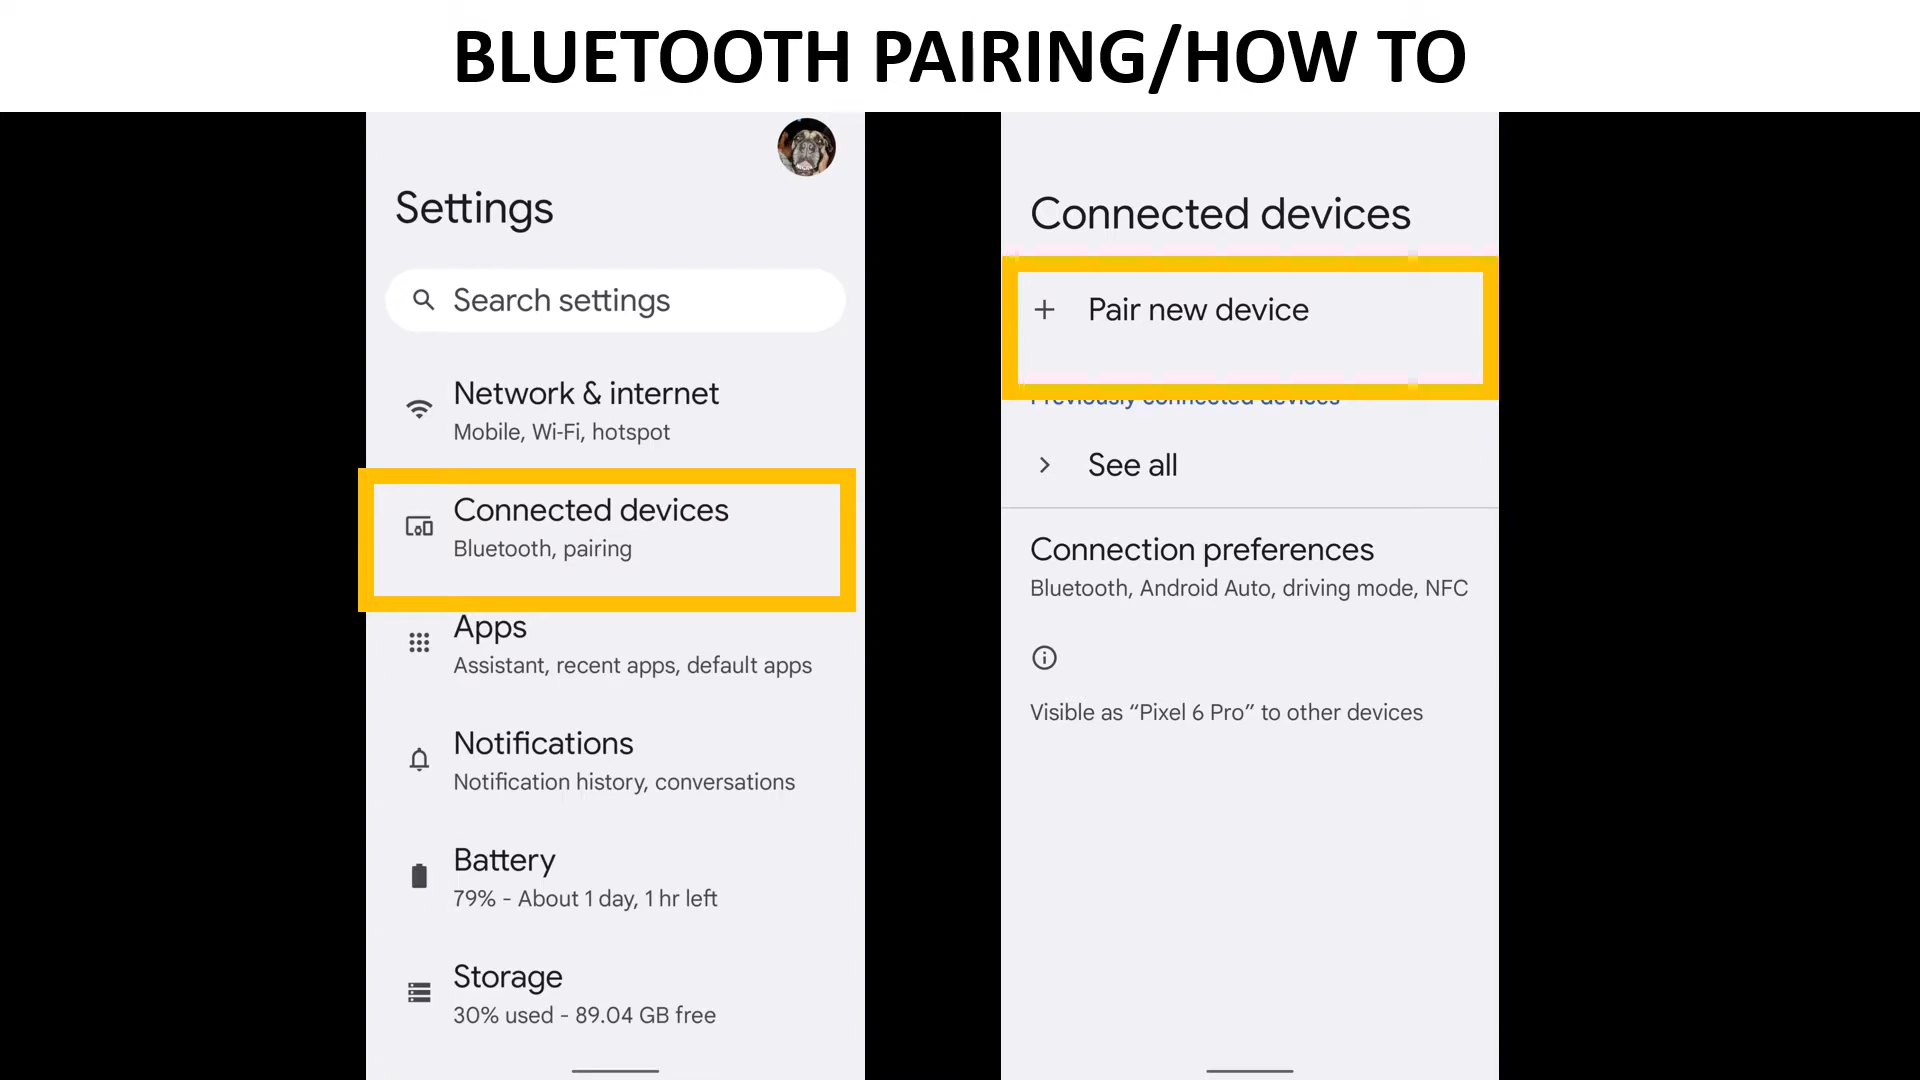 BLUETOOTH PAIRING/HOW TO
Settings
Search settings
Network & internet
Mobile, Wi-Fi, hotspot
Connected devices
Bluetooth, pairing
Apps
Assistant, recent apps, default apps
Notifications
Notification history, conversations
Battery
79% - About 1 day, 1 hr left
Storage
30% used - 89.04 GB free
Connected devices
Pair new device
Previously connected devices
See all
Connection preferences
Bluetooth, Android Auto, driving mode, NFC
Visible as “Pixel 6 Pro” to other devices